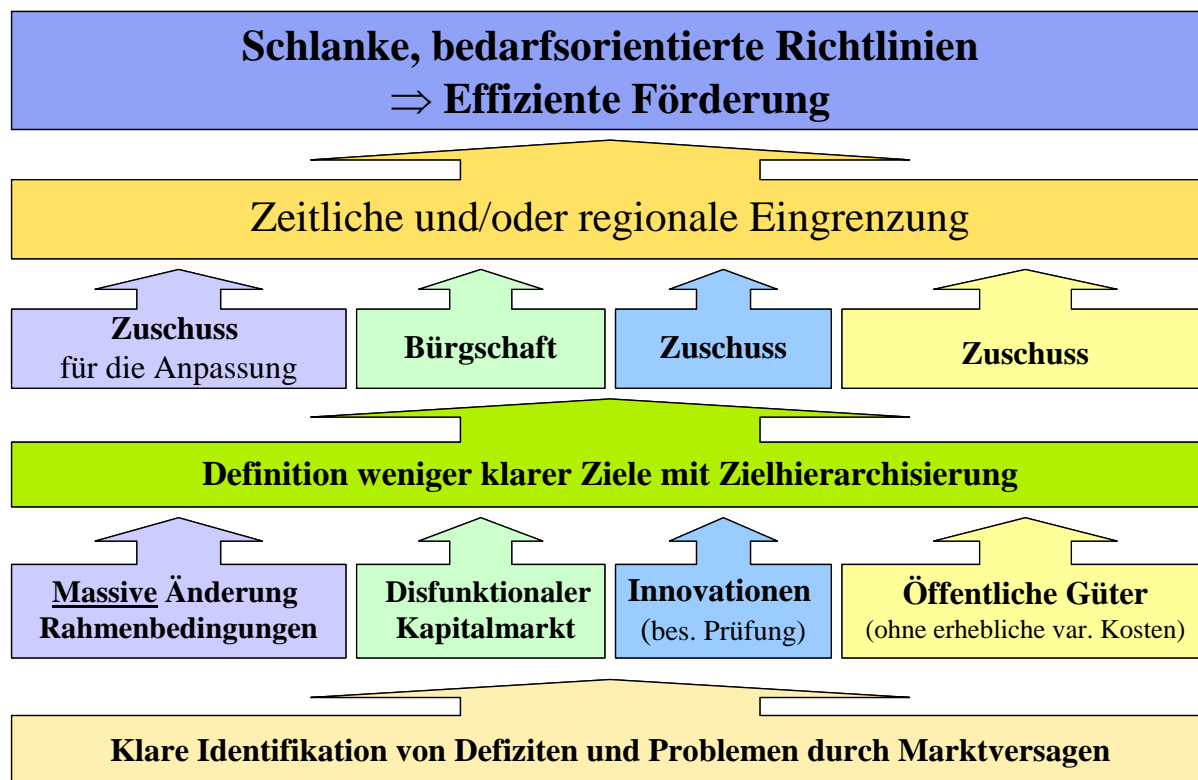 Schlanke, bedarfsorientierte Richtlinien
⇒ Effiziente Förderung
Zeitliche und/oder regionale Eingrenzung
Zuschuss
für die Anpassung
Bürgschaft
Zuschuss
Zuschuss
Definition weniger klarer Ziele mit Zielhierarchisierung
Massive Änderung
Rahmenbedingungen
Disfunktionaler
Kapitalmarkt
Innovationen
(bes. Prüfung)
Öffentliche Güter
(ohne erhebliche var. Kosten)
Klare Identifikation von Defiziten und Problemen durch Marktversagen